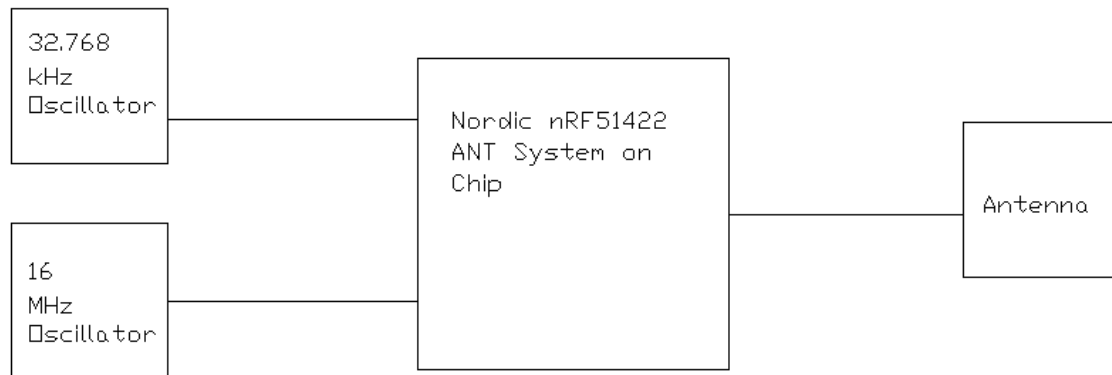 32.768
kHz
Oscillator
Nordic nRF51422
ANT System on
Chip
Antenna
16
MHz
Oscillator